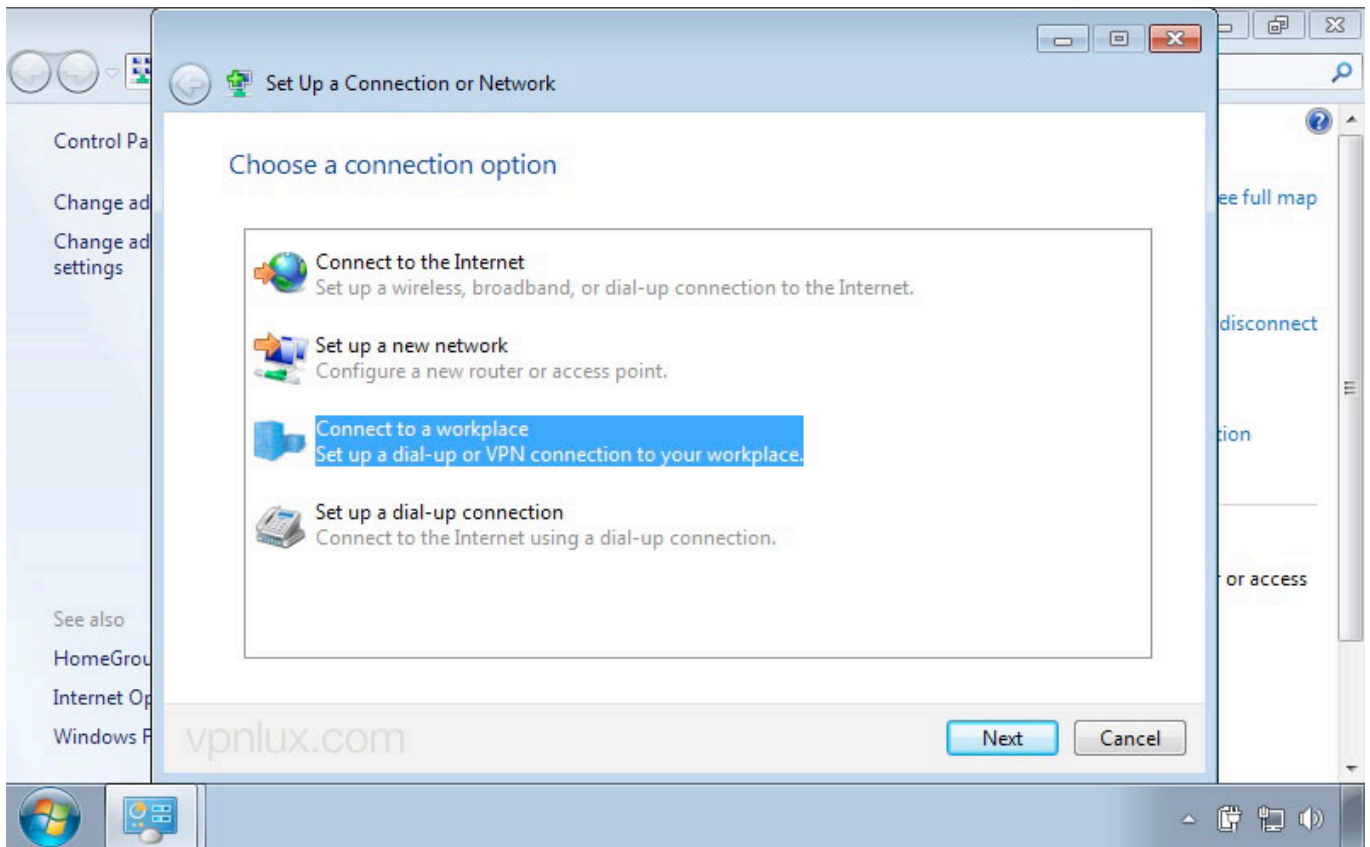 Set Up a Connection or Network
Control Pa
Change ad
Change ad
settings
See also
HomeGrou
Internet Op
Windows F
Choose a connection option
Connect to the Internet
Set up a wireless, broadband, or dial-up connection to the Internet.
Set up a new network
Configure a new router or access point.
Connect to a workplace
Set up a dial-up or VPN connection to your workplace.
Set up a dial-up connection
Connect to the Internet using a dial-up connection.
vpnlux.com
Next
Cancel
ee full map
disconnect
tion
or access